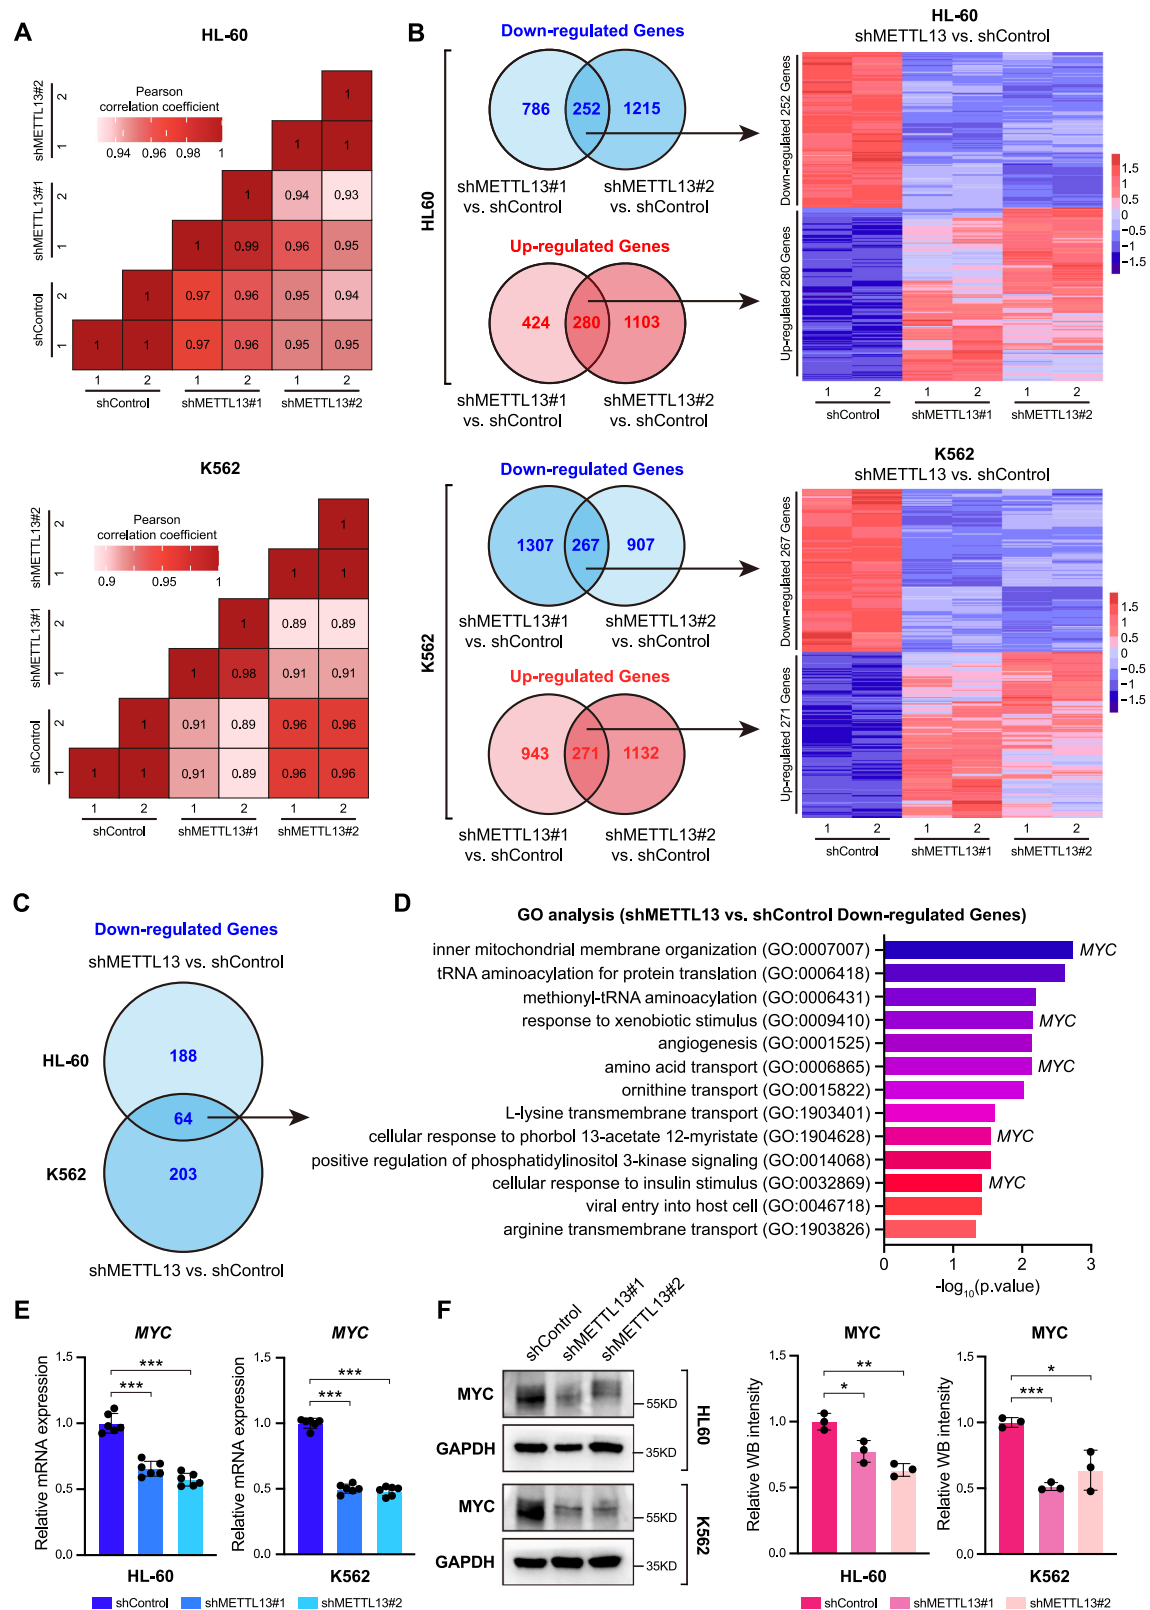 A
HL-60
Pearson
correlation coefficient
0.94 0.96 0.98 1
shMETTL13#2
2
1
shMETTL13#1
2
1
shControl
2
1
1
1 1
1 0.94 0.93
1 0.99 0.96 0.95
1 0.97 0.96 0.95 0.94
1 1 0.97 0.96 0.95 0.95
1 2 1 2 1 2
shControl shMETTL13#1 shMETTL13#2
K562
Pearson
correlation coefficient
0.9 0.95 1
shMETTL13#2
2
1
shMETTL13#1
2
1
shControl
2
1
1
1 1
1 0.89 0.89
1 0.98 0.91 0.91
1 0.91 0.89 0.96 0.96
1 1 0.91 0.89 0.96 0.96
1 2 1 2 1 2
shControl shMETTL13#1 shMETTL13#2
B
HL60
Down-regulated Genes
786 252 1215
shMETTL13#1 shMETTL13#2
vs. shControl vs. shControl
Up-regulated Genes
424 280 1103
shMETTL13#1 shMETTL13#2
vs. shControl vs. shControl
HL-60
shMETTL13 vs. shControl
Down-regulated 252 Genes
Up-regulated 280 Genes
1.5
1
0.5
0
−0.5
−1
−1.5
1 2 1 2 1 2
shControl shMETTL13#1 shMETTL13#2
K562
Down-regulated Genes
1307 267 907
shMETTL13#1 shMETTL13#2
vs. shControl vs. shControl
Up-regulated Genes
943 271 1132
shMETTL13#1 shMETTL13#2
vs. shControl vs. shControl
K562
shMETTL13 vs. shControl
Down-regulated 267 Genes
Up-regulated 271 Genes
1.5
1
0.5
0
−0.5
−1
−1.5
1 2 1 2 1 2
shControl shMETTL13#1 shMETTL13#2
C
Down-regulated Genes
shMETTL13 vs. shControl
HL-60
188
64
K562
203
shMETTL13 vs. shControl
D
GO analysis (shMETTL13 vs. shControl Down-regulated Genes)
inner mitochondrial membrane organization (GO:0007007) MYC
tRNA aminoacylation for protein translation (GO:0006418)
methionyl-tRNA aminoacylation (GO:0006431)
response to xenobiotic stimulus (GO:0009410) MYC
angiogenesis (GO:0001525)
amino acid transport (GO:0006865) MYC
ornithine transport (GO:0015822)
L-lysine transmembrane transport (GO:1903401)
cellular response to phorbol 13-acetate 12-myristate (GO:1904628) MYC
positive regulation of phosphatidylinositol 3-kinase signaling (GO:0014068)
cellular response to insulin stimulus (GO:0032869) MYC
viral entry into host cell (GO:0046718)
arginine transmembrane transport (GO:1903826)
0 1 2 3
-log10(p.value)
E
MYC
Relative mRNA expression
1.5
1.0
0.5
0.0
***
***
HL-60
MYC
Relative mRNA expression
1.5
1.0
0.5
0.0
***
***
K562
shControl shMETTL13#1 shMETTL13#2
F
shControl
shMETTL13#1
shMETTL13#2
MYC
55KD
GAPDH
35KD
HL60
MYC
55KD
GAPDH
35KD
K562
MYC
Relative WB intensity
1.5
1.0
0.5
0.0
**
*
HL-60
MYC
Relative WB intensity
1.5
1.0
0.5
0.0
*
***
K562
shControl shMETTL13#1 shMETTL13#2